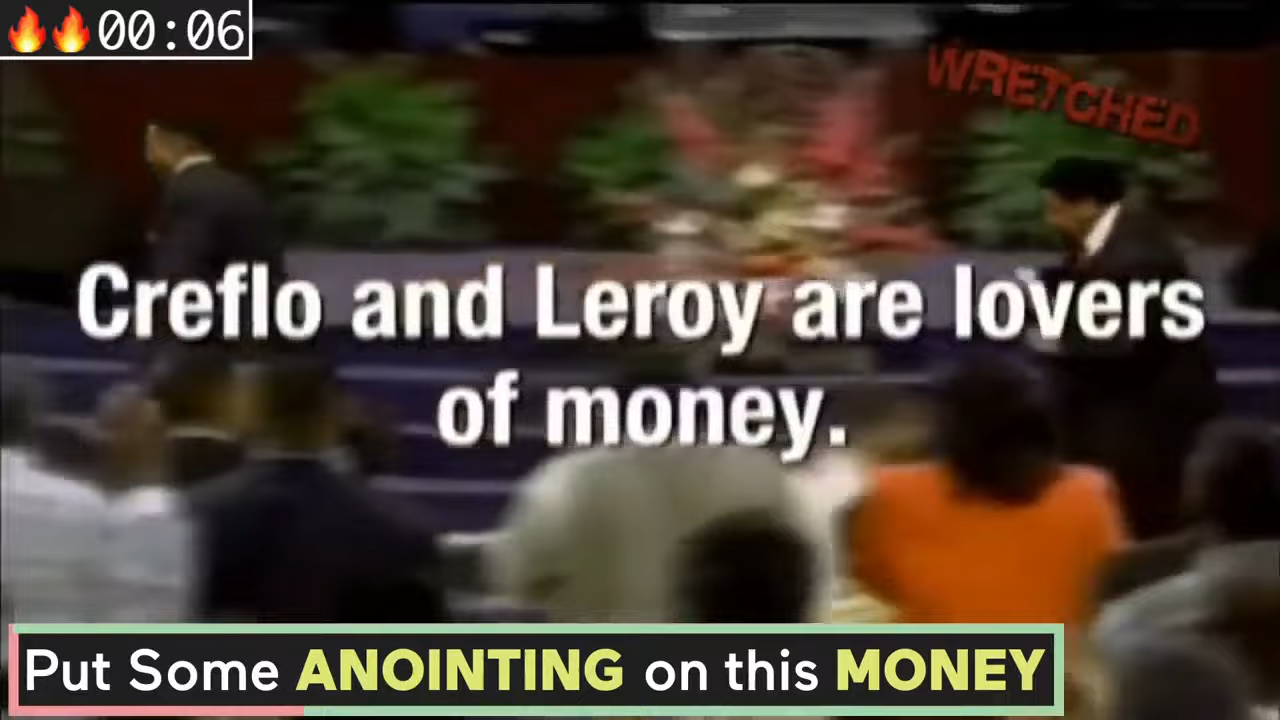 🔥🔥00:06
WRETCHED
Creflo and Leroy are lovers
of money.
Put Some ANOINTING on this MONEY